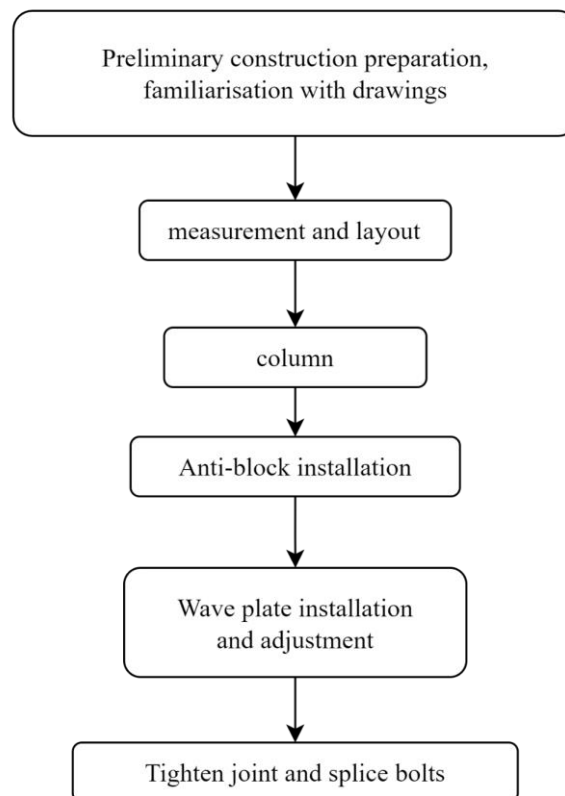 Preliminary construction preparation,
familiarisation with drawings
measurement and layout
column
Anti-block installation
Wave plate installation
and adjustment
Tighten joint and splice bolts